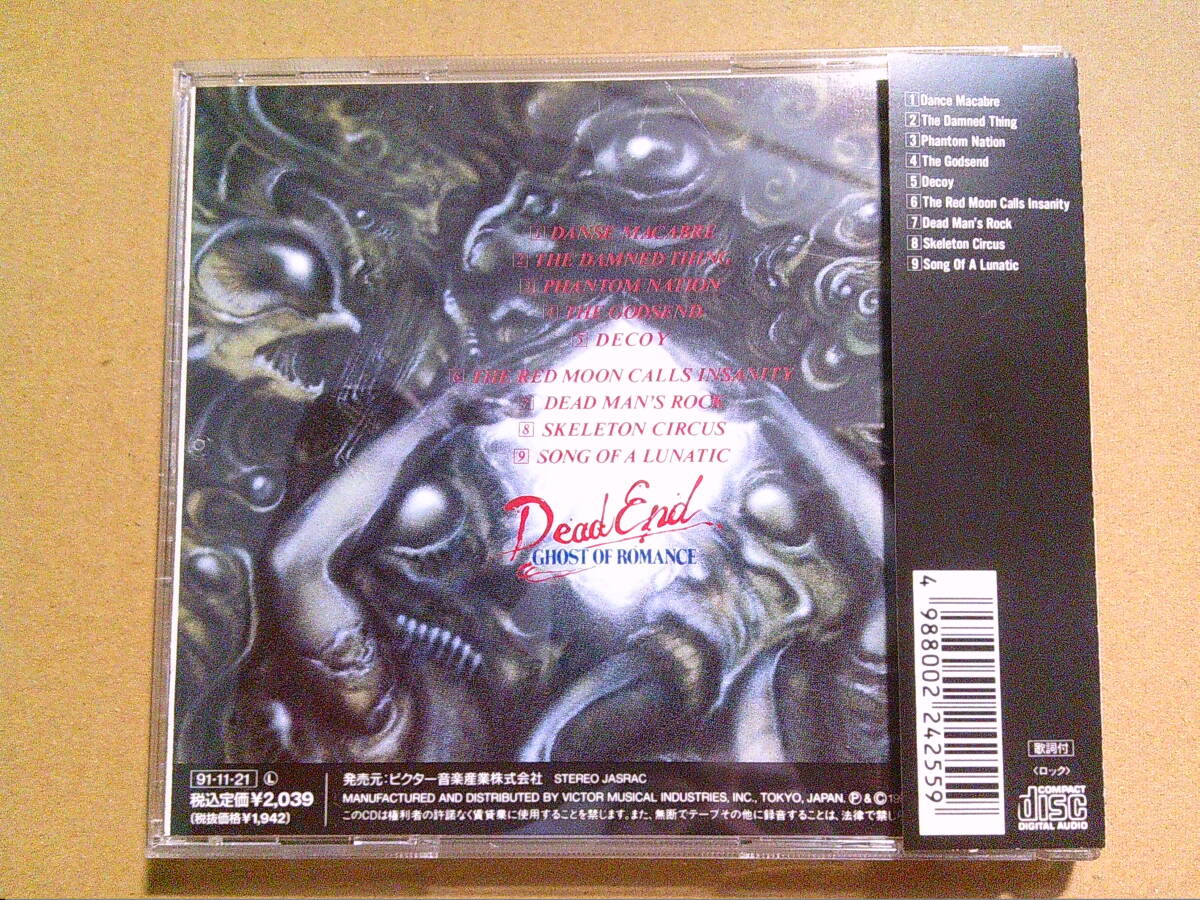 1 DANSE MACABRE
2 THE DAMNED THING
3 PHANTOM NATION
4 THE GODSEND
5 DECOY
6 THE RED MOON CALLS INSANITY
7 DEAD MAN'S ROCK
8 SKELETON CIRCUS
9 SONG OF A LUNATIC
Dead End
GHOST OF ROMANCE
91-11-21 Ⓛ
税込定価¥2,039
(税抜価格¥1,942)
発売元:ビクター音楽産業株式会社 STEREO JASRAC
MANUFACTURED AND DISTRIBUTED BY VICTOR MUSICAL INDUSTRIES, INC., TOKYO, JAPAN. Ⓟ&Ⓒ
このCDは権利者の許諾なく賃貸業に使用することを禁じます。また、無断でテープその他に録音することは、法律で禁じ
1 Dance Macabre
2 The Damned Thing
3 Phantom Nation
4 The Godsend
5 Decoy
6 The Red Moon Calls Insanity
7 Dead Man's Rock
8 Skeleton Circus
9 Song Of A Lunatic
4 988002 242559
歌詞付
〈ロック〉
COMPACT
disc
DIGITAL AUDIO